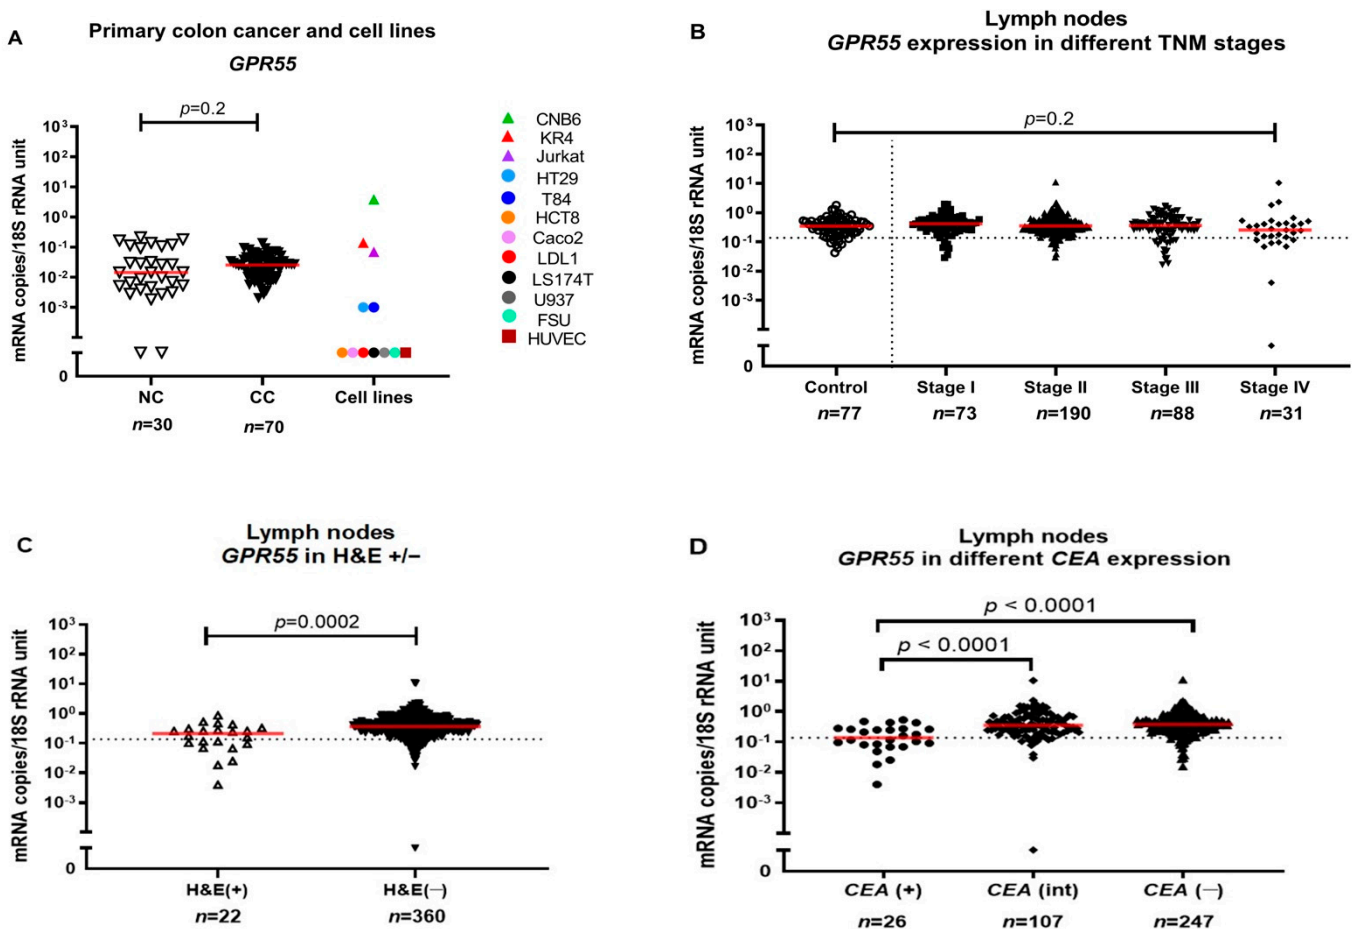 A
Primary colon cancer and cell lines
GPR55
p=0.2
mRNA copies/18S rRNA unit
10³
10²
10¹
10⁰
10⁻¹
10⁻²
10⁻³
0
NC
CC
Cell lines
n=30
n=70
CNB6
KR4
Jurkat
HT29
T84
HCT8
Caco2
LDL1
LS174T
U937
FSU
HUVEC
B
Lymph nodes
GPR55 expression in different TNM stages
p=0.2
mRNA copies/18S rRNA unit
10³
10²
10¹
10⁰
10⁻¹
10⁻²
10⁻³
0
Control
Stage I
Stage II
Stage III
Stage IV
n=77
n=73
n=190
n=88
n=31
C
Lymph nodes
GPR55 in H&E +/−
p=0.0002
mRNA copies/18S rRNA unit
10³
10²
10¹
10⁰
10⁻¹
10⁻²
10⁻³
0
H&E(+)
H&E(—)
n=22
n=360
D
Lymph nodes
GPR55 in different CEA expression
p < 0.0001
p < 0.0001
mRNA copies/18S rRNA unit
10³
10²
10¹
10⁰
10⁻¹
10⁻²
10⁻³
0
CEA (+)
CEA (int)
CEA (—)
n=26
n=107
n=247